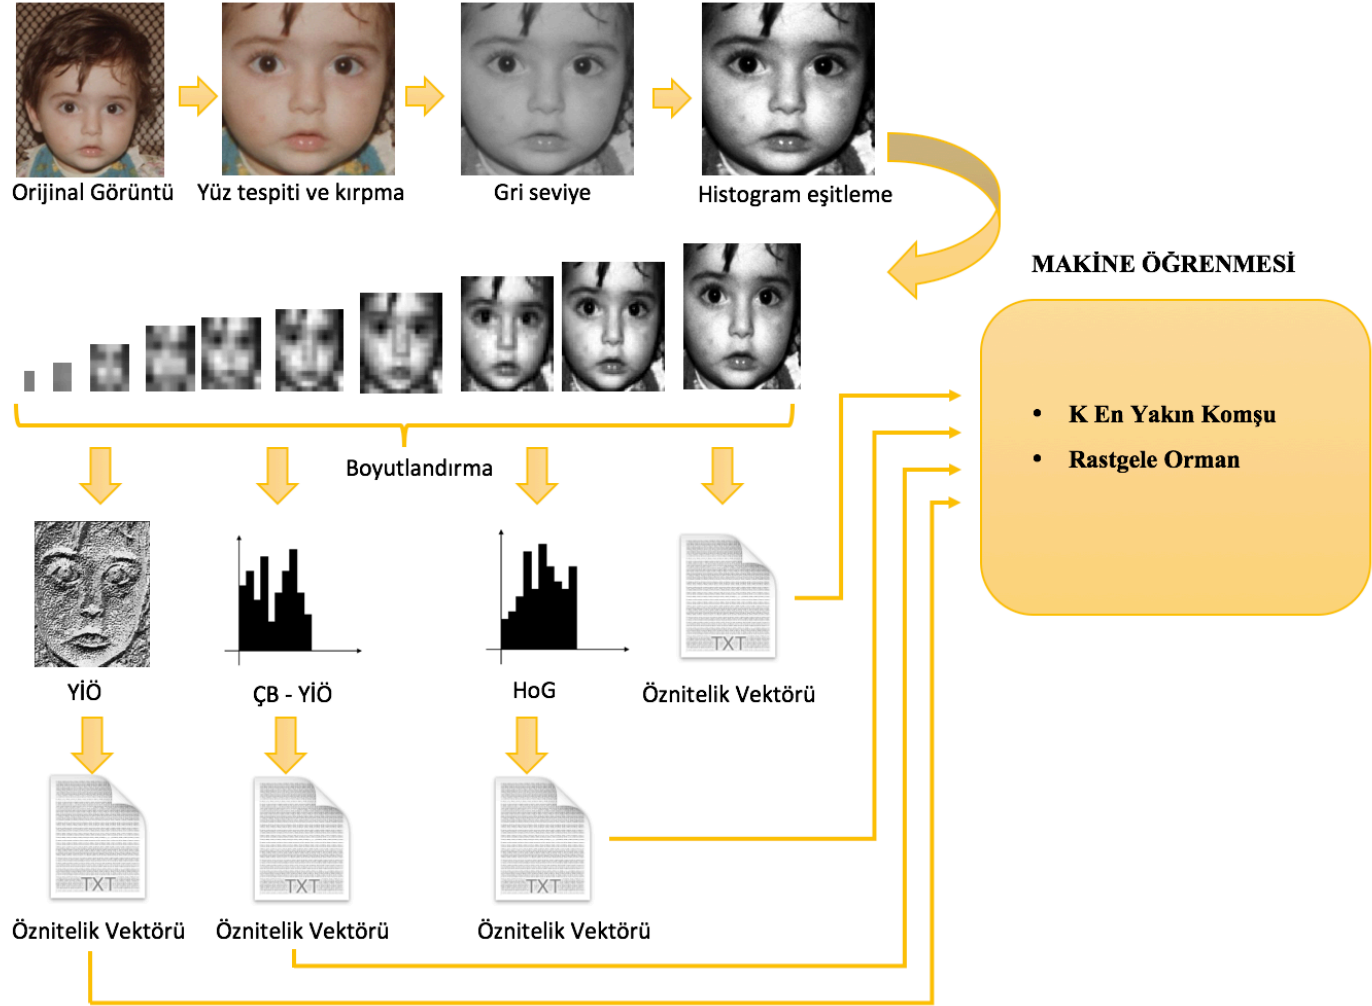 Orijinal Görüntü
Yüz tespiti ve kırpma
Gri seviye
Histogram eşitleme
MAKİNE ÖĞRENMESİ
• K En Yakın Komşu
• Rastgele Orman
Boyutlandırma
YİÖ
ÇB - YİÖ
HoG
TXT
Öznitelik Vektörü
TXT
Öznitelik Vektörü
TXT
Öznitelik Vektörü
TXT
Öznitelik Vektörü